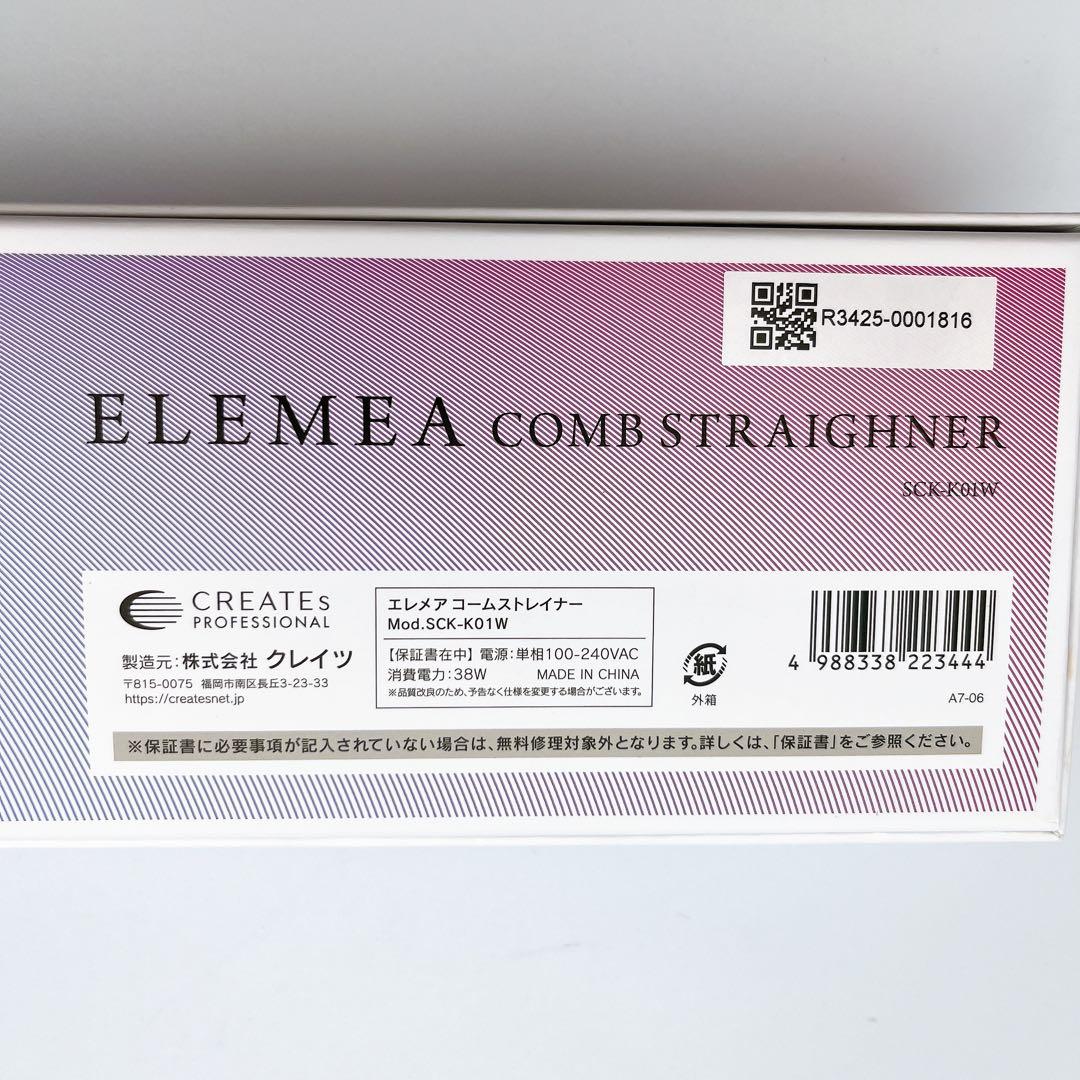 R3425-0001816
ELEMEA COMB STRAIGHNER
SCK-K01W
CREATEs
PROFESSIONAL
製造元:株式会社 クレイツ
〒815-0075 福岡市南区長丘3-23-33
https://createsnet.jp
エレメア コームストレイナー
Mod.SCK-K01W
【保証書在中】電源:単相100-240VAC
消費電力:38W MADE IN CHINA
※品質改良のため、予告なく仕様を変更する場合がございます。
紙
外箱
4 988338 223444
A7-06
※保証書に必要事項が記入されていない場合は、無料修理対象外となります。詳しくは、「保証書」をご参照ください。